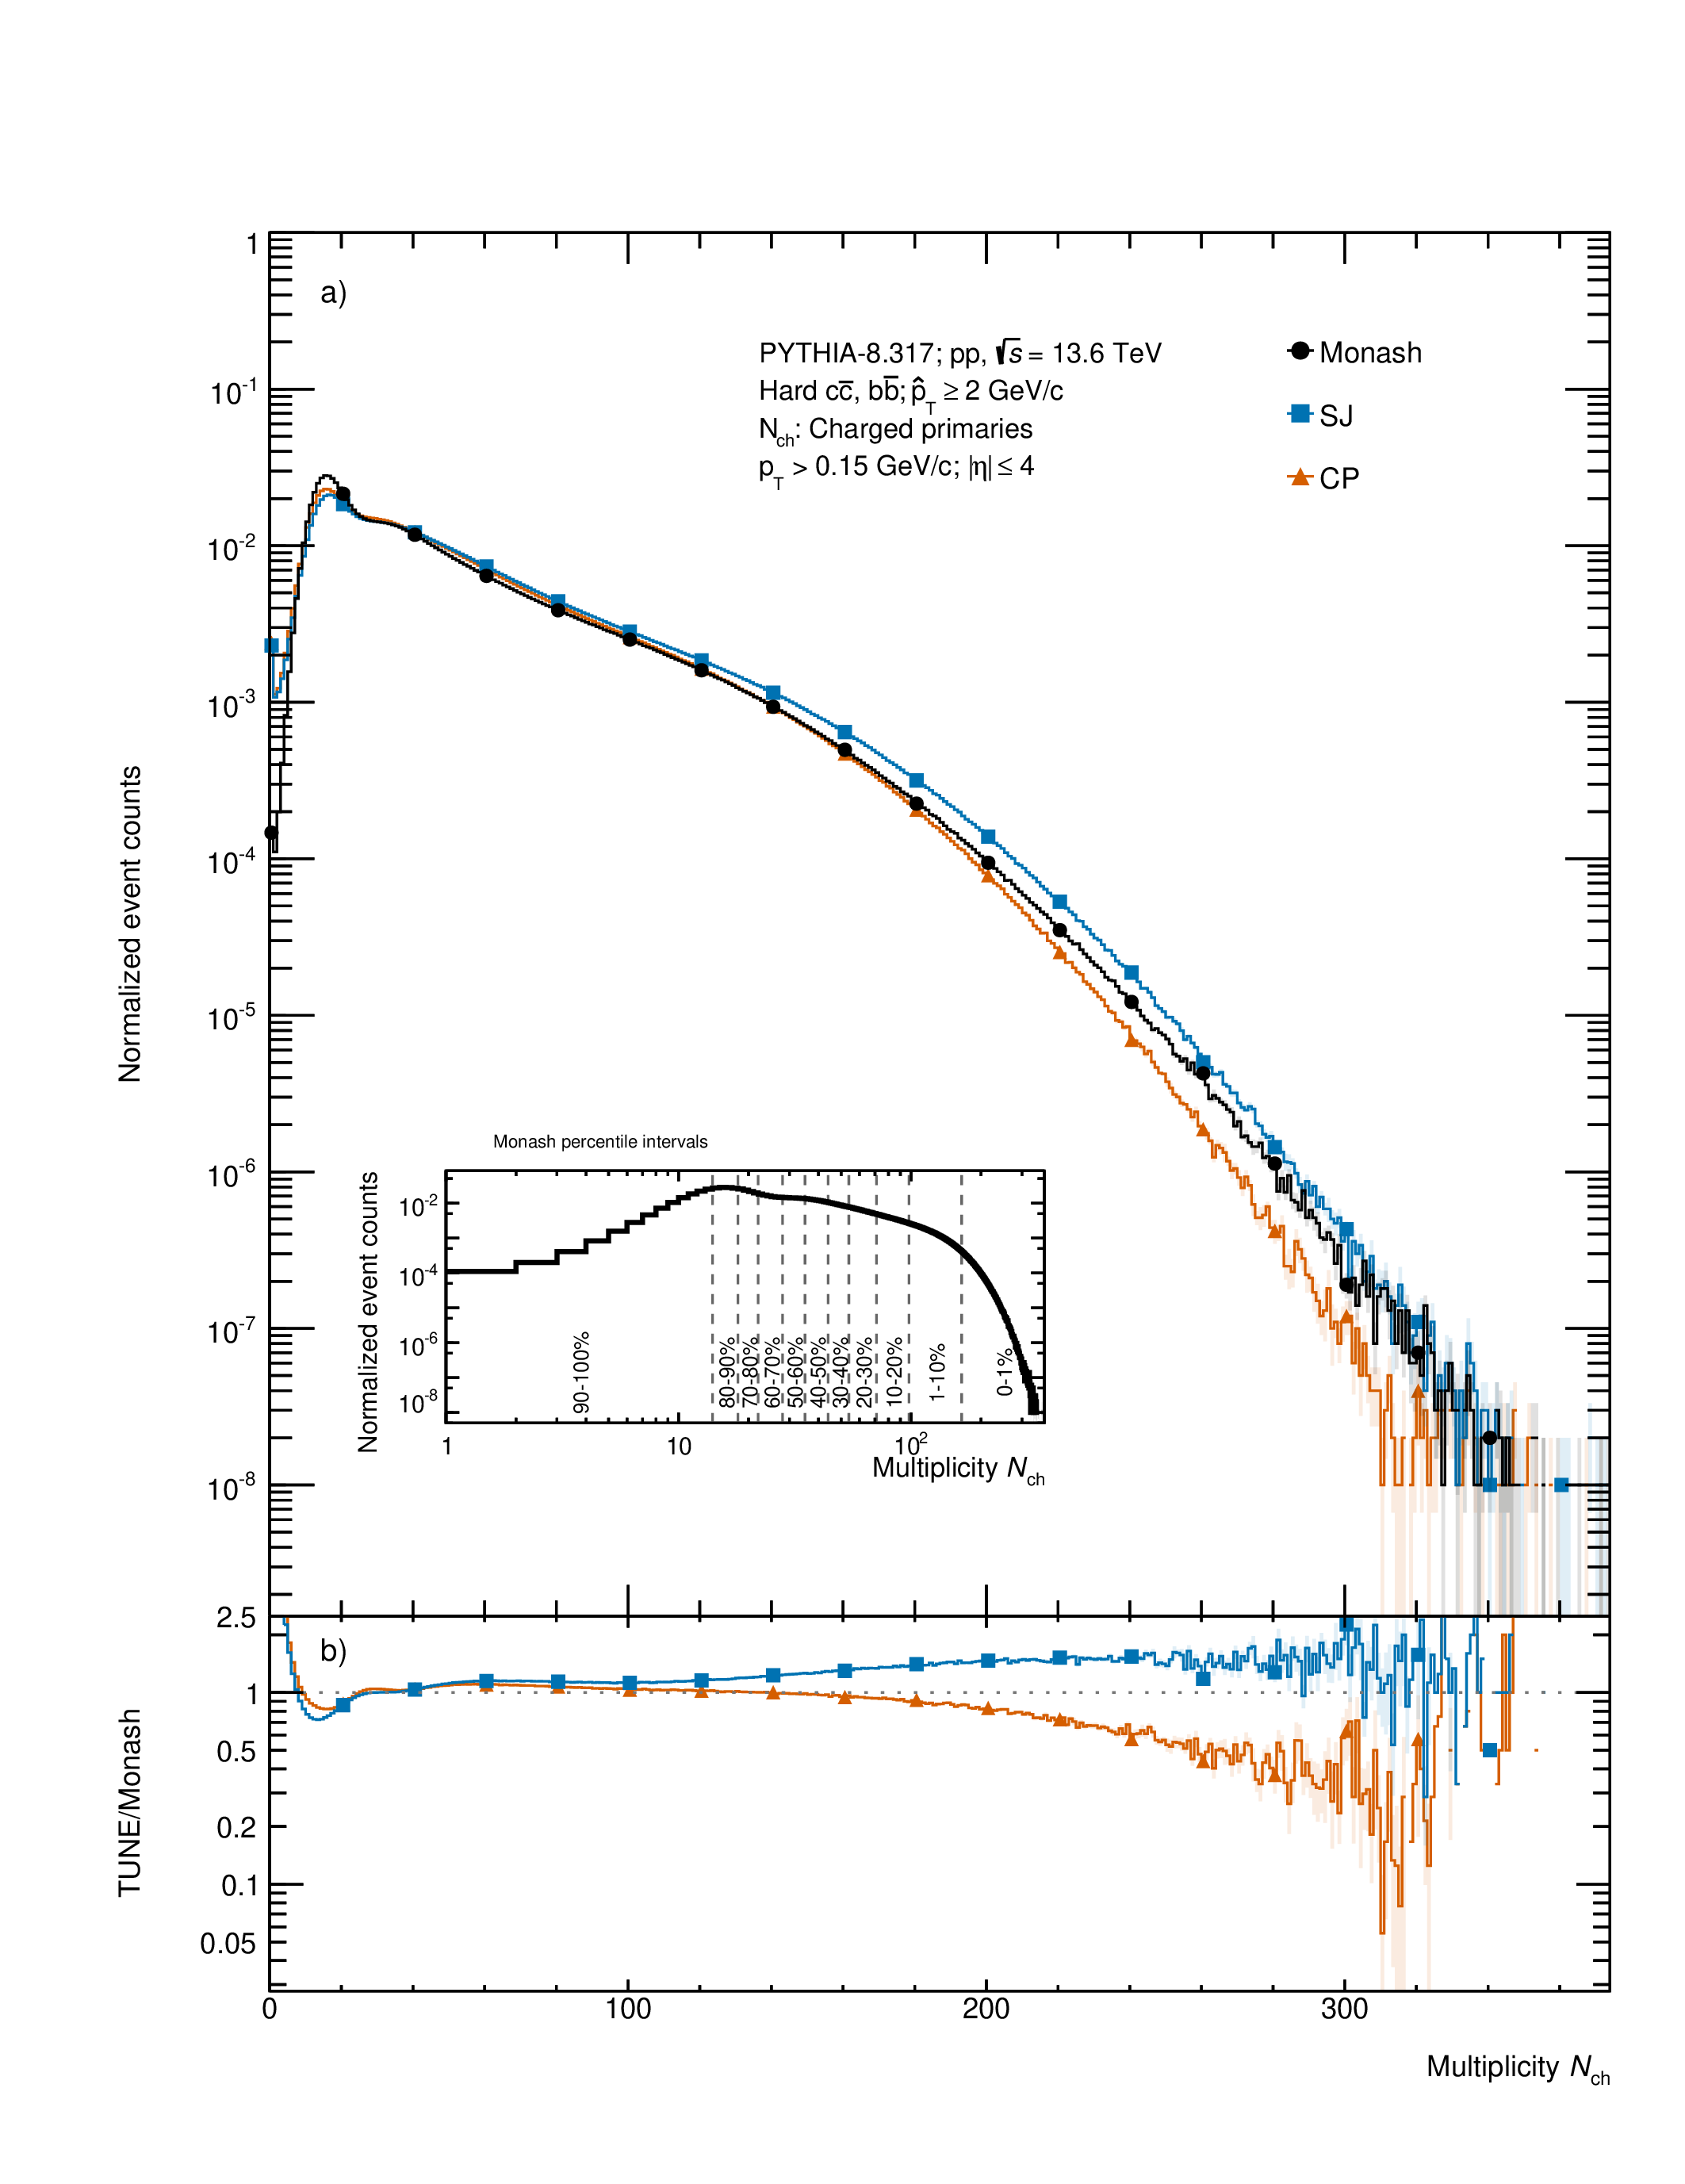 a)
PYTHIA-8.317; pp, √s = 13.6 TeV
Hard cc̅, bb̅; p̂T ≥ 2 GeV/c
Nch: Charged primaries
pT > 0.15 GeV/c; |η| ≤ 4
Monash
SJ
CP
Normalized event counts
1
10-1
10-2
10-3
10-4
10-5
10-6
10-7
10-8
Monash percentile intervals
Normalized event counts
10-2
10-4
10-6
10-8
90-100%
80-90%
70-80%
60-70%
50-60%
40-50%
30-40%
20-30%
10-20%
1-10%
0-1%
1
10
102
Multiplicity Nch
b)
TUNE/Monash
2.5
1
0.5
0.2
0.1
0.05
0
100
200
300
Multiplicity Nch